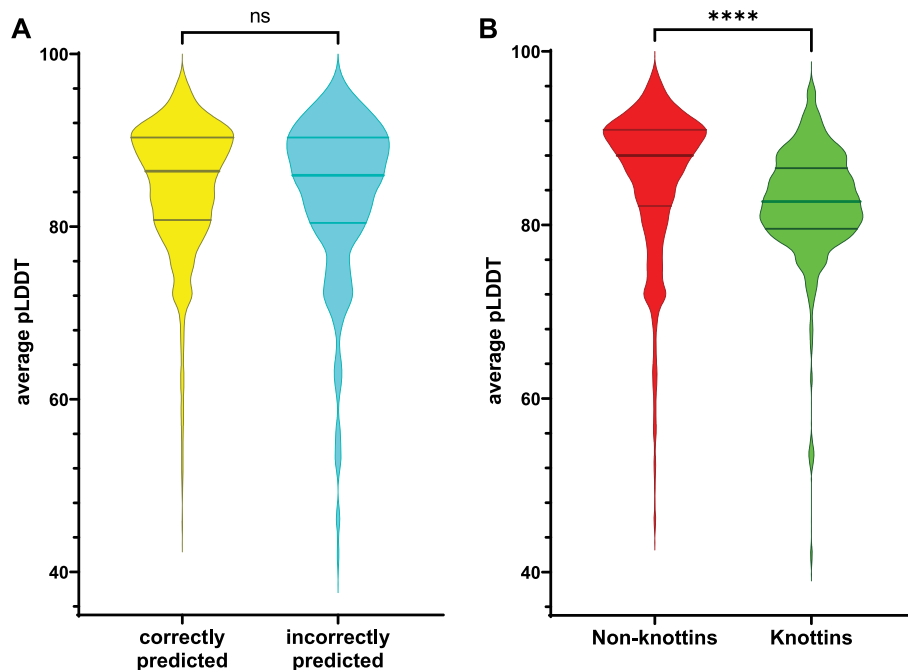 A
ns
100
80
60
40
average pLDDT
correctly
predicted
incorrectly
predicted
B
****
100
80
60
40
average pLDDT
Non-knottins
Knottins